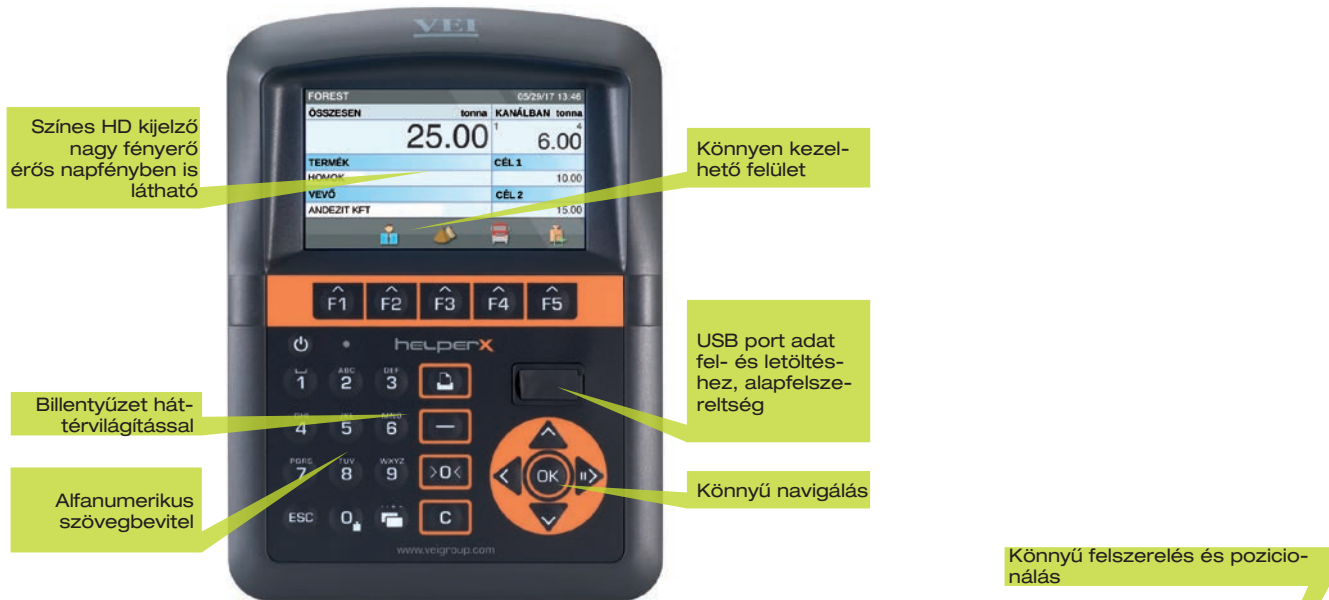 VEI
FOREST 05/29/17 13:46
ÖSSZESEN tonna KANÁLBAN tonna
25.00 1 4 6.00
TERMÉK CÉL 1
HOMOK 10.00
VEVŐ CÉL 2
ANDEZIT KFT 15.00
Színes HD kijelző
nagy fényerő
érős napfényben is
látható
Könnyen kezel-
hető felület
F1 F2 F3 F4 F5
helperX
1 ABC 2 DEF 3
GHI 4 JKL 5 MNO 6
PQRS 7 TUV 8 WXYZ 9 >0<
ESC 0 C
OK
www.veigroup.com
USB port adat
fel- és letöltés-
hez, alapfelsze-
reltség
Billentyűzet hát-
térvilágítással
Alfanumerikus
szövegbevitel
Könnyű navigálás
Könnyű felszerelés és pozicio-
nálás